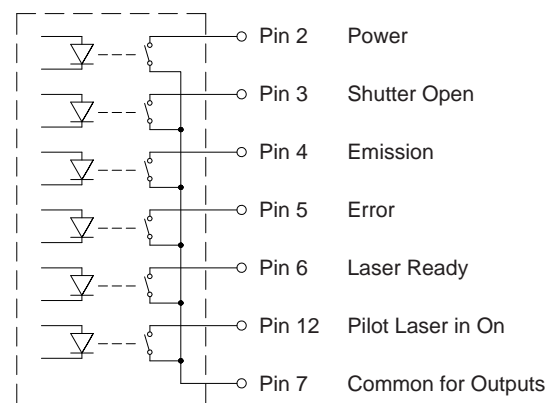 Pin 2 Power
Pin 3 Shutter Open
Pin 4 Emission
Pin 5 Error
Pin 6 Laser Ready
Pin 12 Pilot Laser in On
Pin 7 Common for Outputs